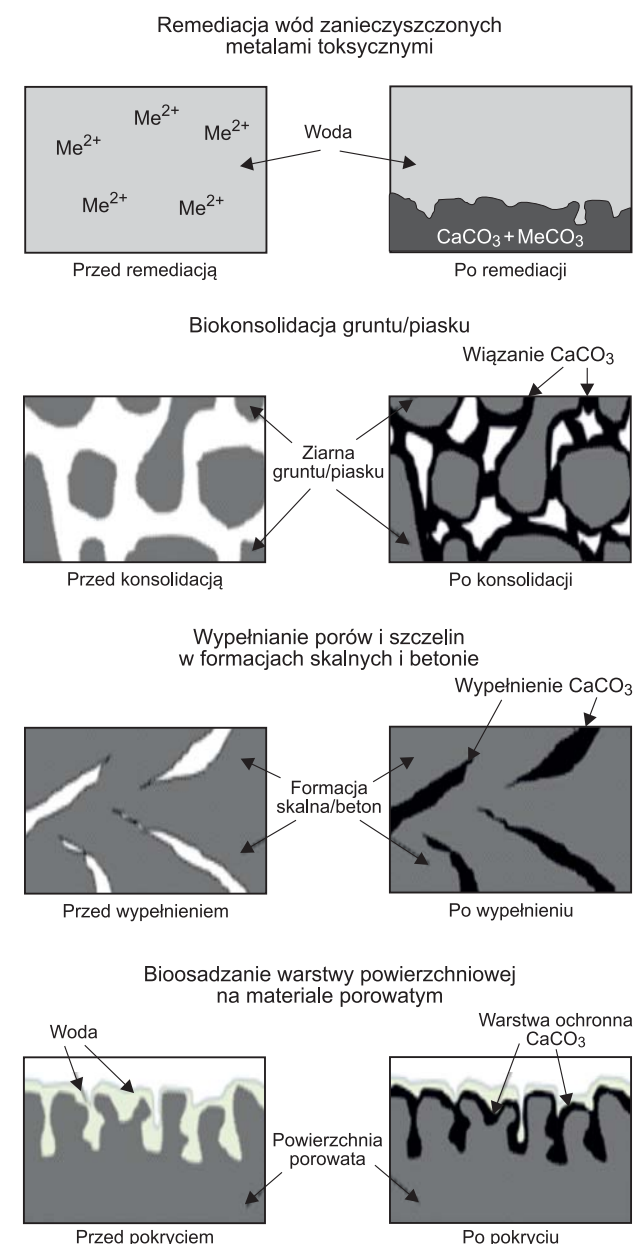 Remediacja wód zanieczyszczonych
metalami toksycznymi
Me2+
Me2+
Me2+
Me2+
Me2+
Woda
CaCO3 + MeCO3
Przed remediacją
Po remediacji
Biokonsolidacja gruntu/piasku
Wiązanie CaCO3
Ziarna
gruntu/piasku
Przed konsolidacją
Po konsolidacji
Wypełnianie porów i szczelin
w formacjach skalnych i betonie
Wypełnienie CaCO3
Formacja
skalna/beton
Przed wypełnieniem
Po wypełnieniu
Bioosadzanie warstwy powierzchniowej
na materiale porowatym
Woda
Warstwa ochronna
CaCO3
Powierzchnia
porowata
Przed pokryciem
Po pokryciu